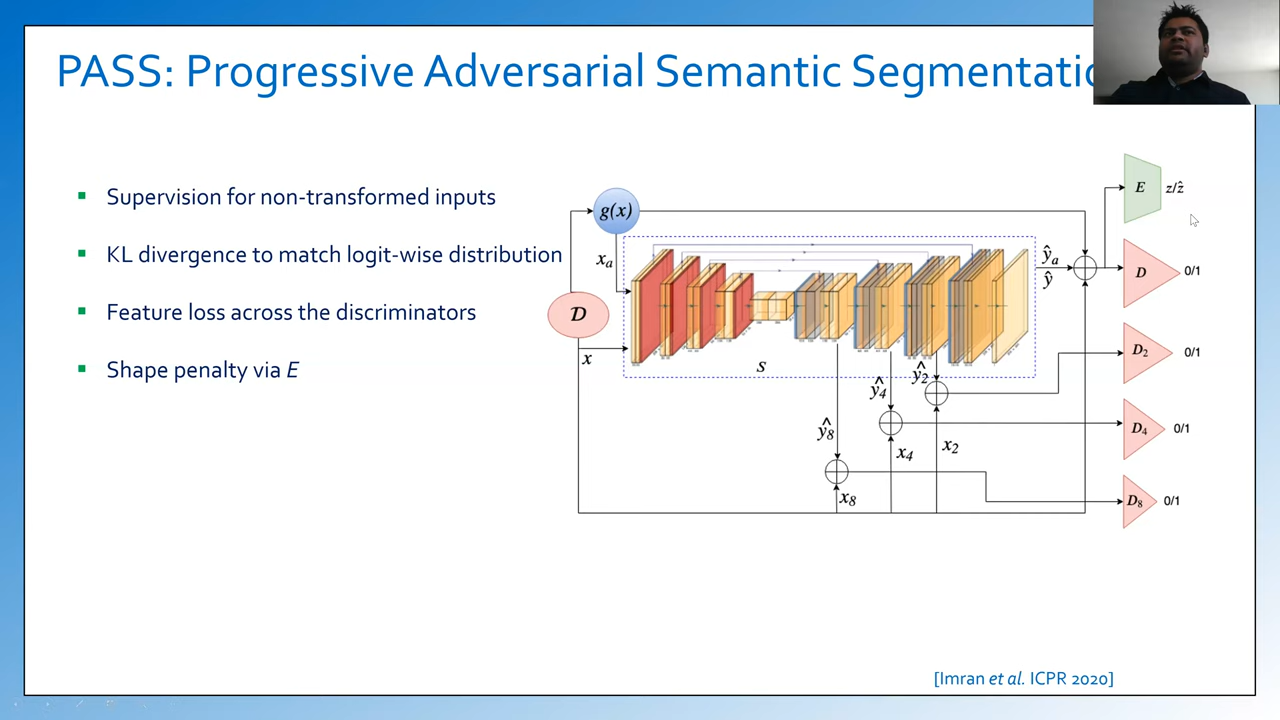 PASS: Progressive Adversarial Semantic Segmentatio
Supervision for non-transformed inputs
KL divergence to match logit-wise distribution
Feature loss across the discriminators
Shape penalty via E
g(x)
x_a
𝒟
x
S
ŷ_a
ŷ
ŷ_2
ŷ_4
ŷ_8
x_2
x_4
x_8
E
z/ẑ
D
0/1
D_2
0/1
D_4
0/1
D_8
0/1
[Imran et al. ICPR 2020]